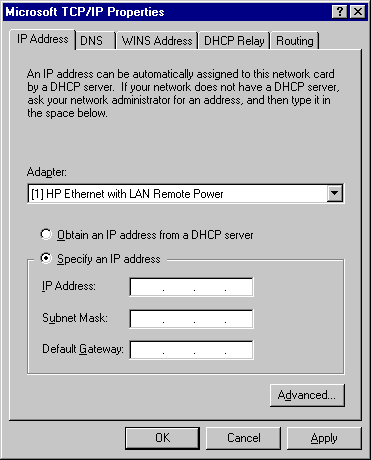 Microsoft TCP/IP Properties
IP Address DNS WINS Address DHCP Relay Routing
An IP address can be automatically assigned to this network card
by a DHCP server. If your network does not have a DHCP server,
ask your network administrator for an address, and then type it in
the space below.
Adapter:
[1] HP Ethernet with LAN Remote Power
Obtain an IP address from a DHCP server
Specify an IP address
IP Address: . . .
Subnet Mask: . . .
Default Gateway: . . .
Advanced...
OK Cancel Apply